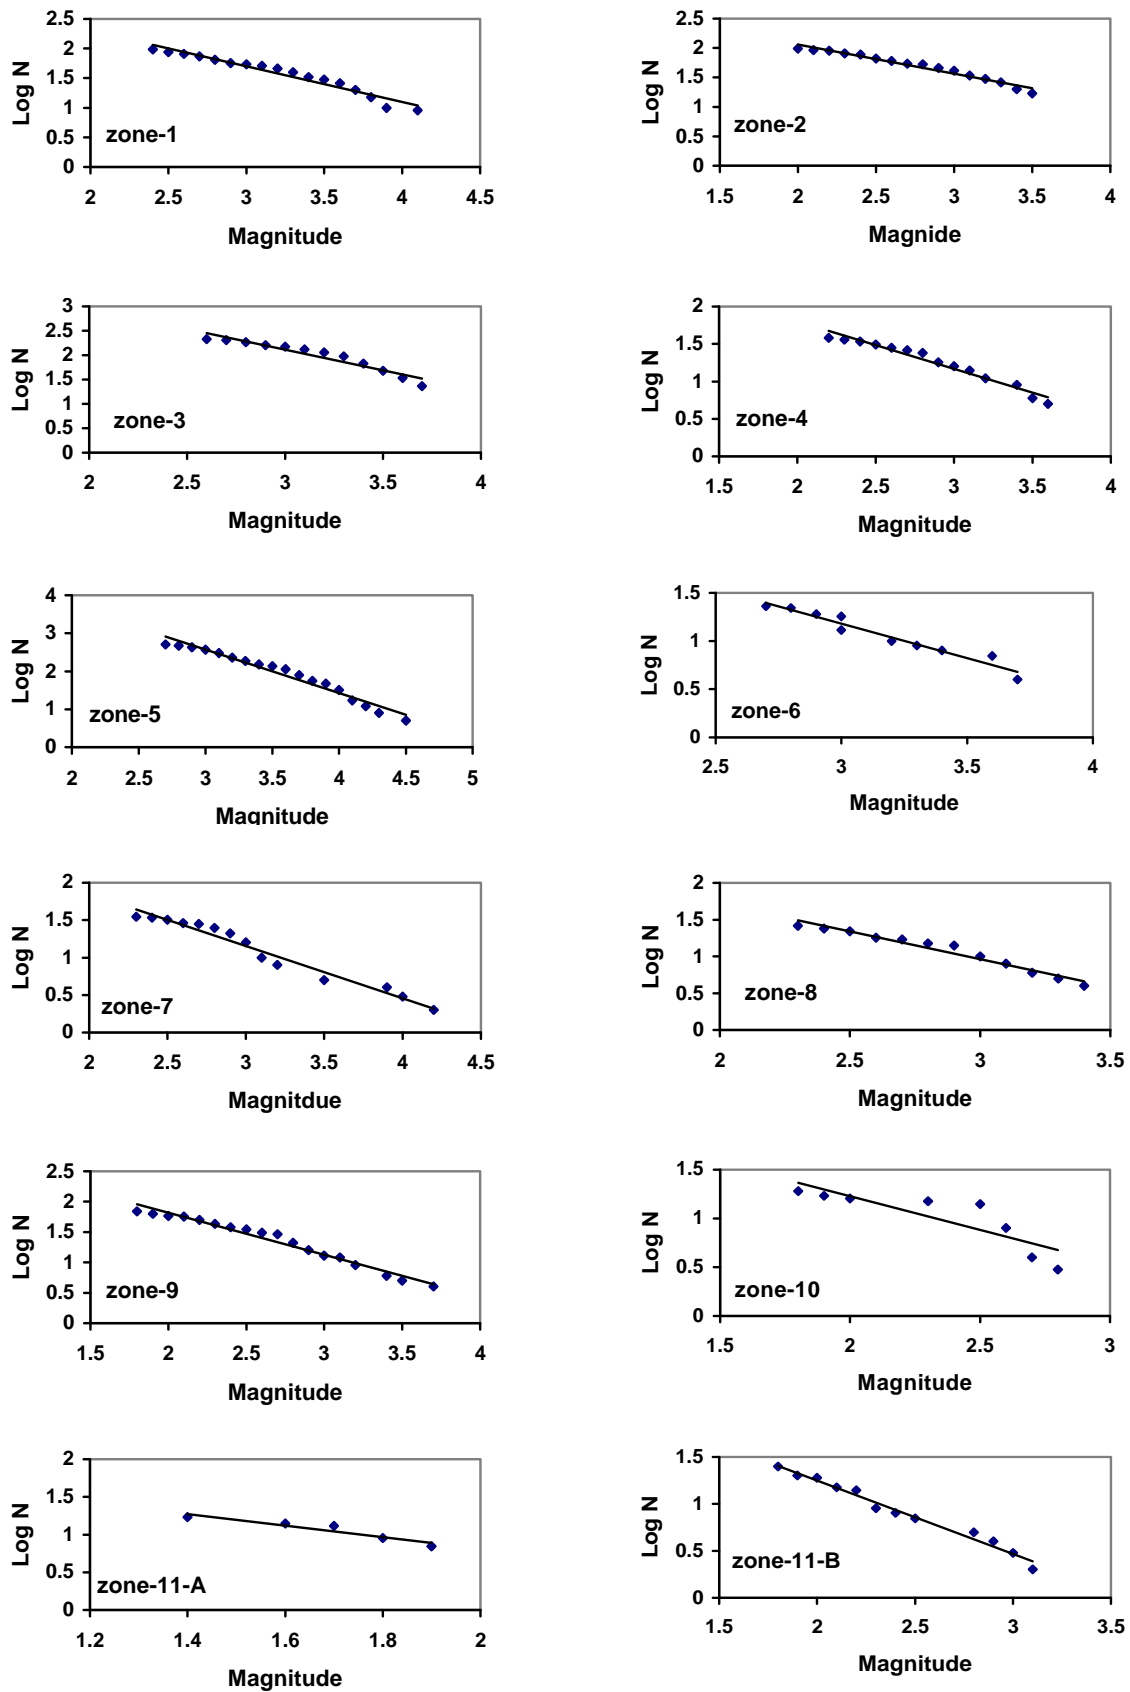 2.5
2
1.5
1
0.5
0
Log N
zone-1
2 2.5 3 3.5 4 4.5
Magnitude
2.5
2
1.5
1
0.5
0
Log N
zone-2
1.5 2 2.5 3 3.5 4
Magnide
3
2.5
2
1.5
1
0.5
0
Log N
zone-3
2 2.5 3 3.5 4
Magnitude
2
1.5
1
0.5
0
Log N
zone-4
1.5 2 2.5 3 3.5 4
Magnitude
4
3
2
1
0
Log N
zone-5
2 2.5 3 3.5 4 4.5 5
Magnitude
1.5
1
0.5
0
Log N
zone-6
2.5 3 3.5 4
Magnitude
2
1.5
1
0.5
0
Log N
zone-7
2 2.5 3 3.5 4 4.5
Magnitdue
2
1.5
1
0.5
0
Log N
zone-8
2 2.5 3 3.5
Magnitude
2.5
2
1.5
1
0.5
0
Log N
zone-9
1.5 2 2.5 3 3.5 4
Magnitude
1.5
1
0.5
0
Log N
zone-10
1.5 2 2.5 3
Magnitude
2
1.5
1
0.5
0
Log N
zone-11-A
1.2 1.4 1.6 1.8 2
Magnitude
1.5
1
0.5
0
Log N
zone-11-B
1.5 2 2.5 3 3.5
Magnitude